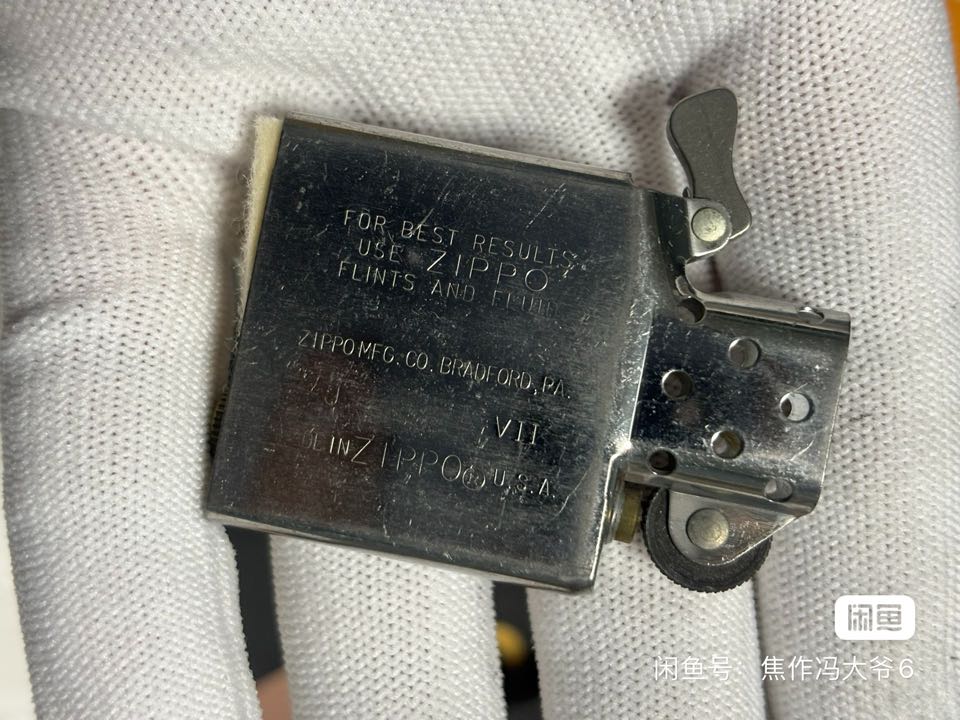 FOR BEST RESULTS
USE ZIPPO
FLINTS AND FLUID
ZIPPO MFG. CO. BRADFORD, PA.
J VII
IN ZIPPO® U.S.A.
闲鱼
闲鱼号：焦作冯大爷6